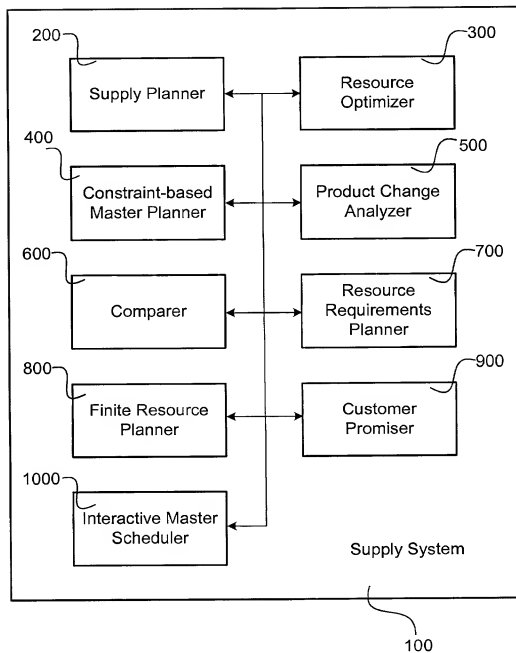 200
300
Supply Planner
Resource
Optimizer
400
500
Constraint-based
Master Planner
Product Change
Analyzer
600
700
Comparer
Resource
Requirements
Planner
800
900
Finite Resource
Planner
Customer
Promiser
1000
Interactive Master
Scheduler
Supply System
100